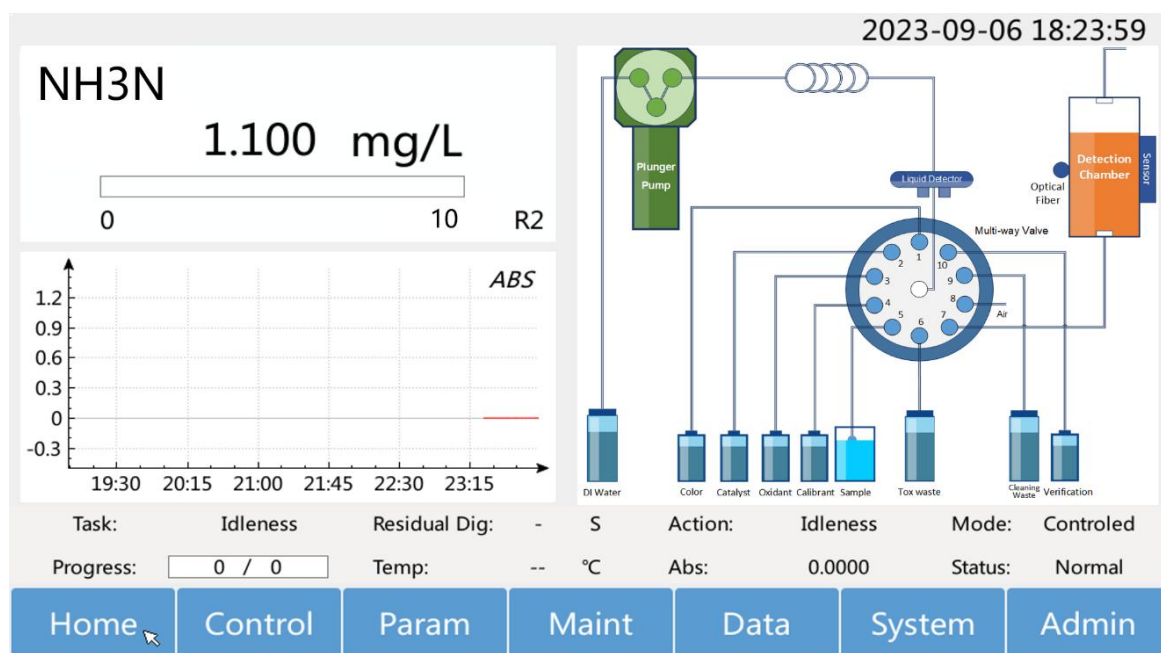 2023-09-06 18:23:59
NH3N
1.100 mg/L
0 10 R2
ABS
1.2
0.9
0.6
0.3
0
-0.3
19:30 20:15 21:00 21:45 22:30 23:15
Plunger
Pump
Liquid Detector
Detection
Chamber
Sensor
Optical
Fiber
Multi-way Valve
1
2
3
4
5
6
7
8
9
10
Air
DI Water
Color
Catalyst
Oxidant
Calibrant
Sample
Tox waste
Cleaning
Waste
Verification
Task: Idleness Residual Dig: - S Action: Idleness Mode: Controled
Progress: 0 / 0 Temp: -- °C Abs: 0.0000 Status: Normal
Home Control Param Maint Data System Admin